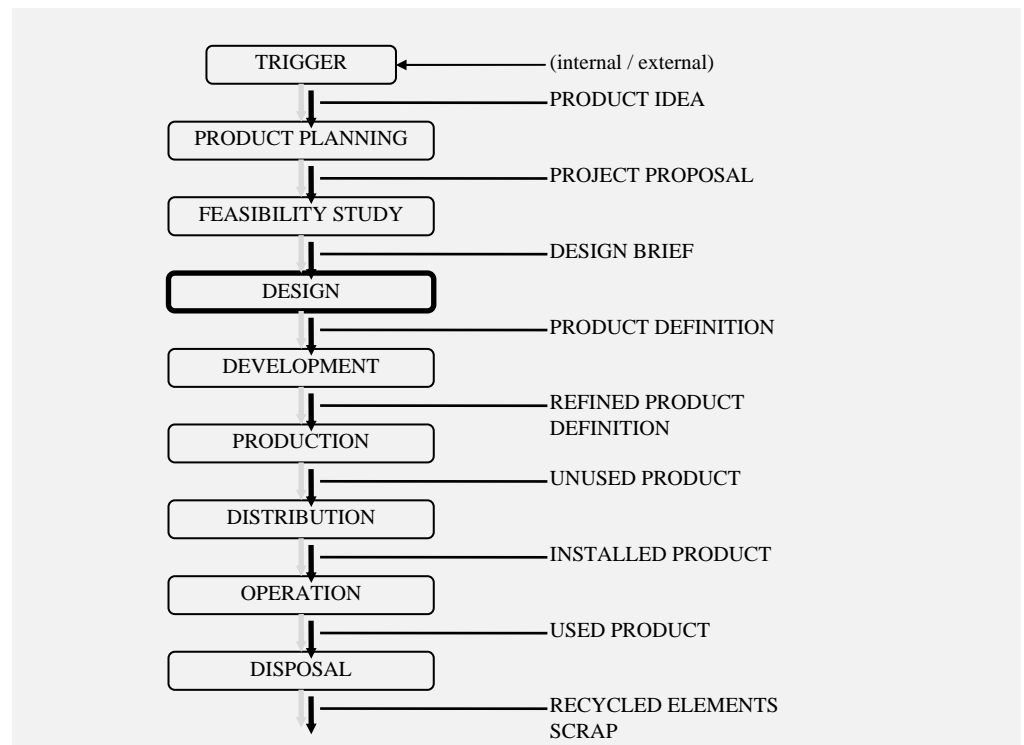 TRIGGER
(internal / external)
PRODUCT IDEA
PRODUCT PLANNING
PROJECT PROPOSAL
FEASIBILITY STUDY
DESIGN BRIEF
DESIGN
PRODUCT DEFINITION
DEVELOPMENT
REFINED PRODUCT
DEFINITION
PRODUCTION
UNUSED PRODUCT
DISTRIBUTION
INSTALLED PRODUCT
OPERATION
USED PRODUCT
DISPOSAL
RECYCLED ELEMENTS
SCRAP